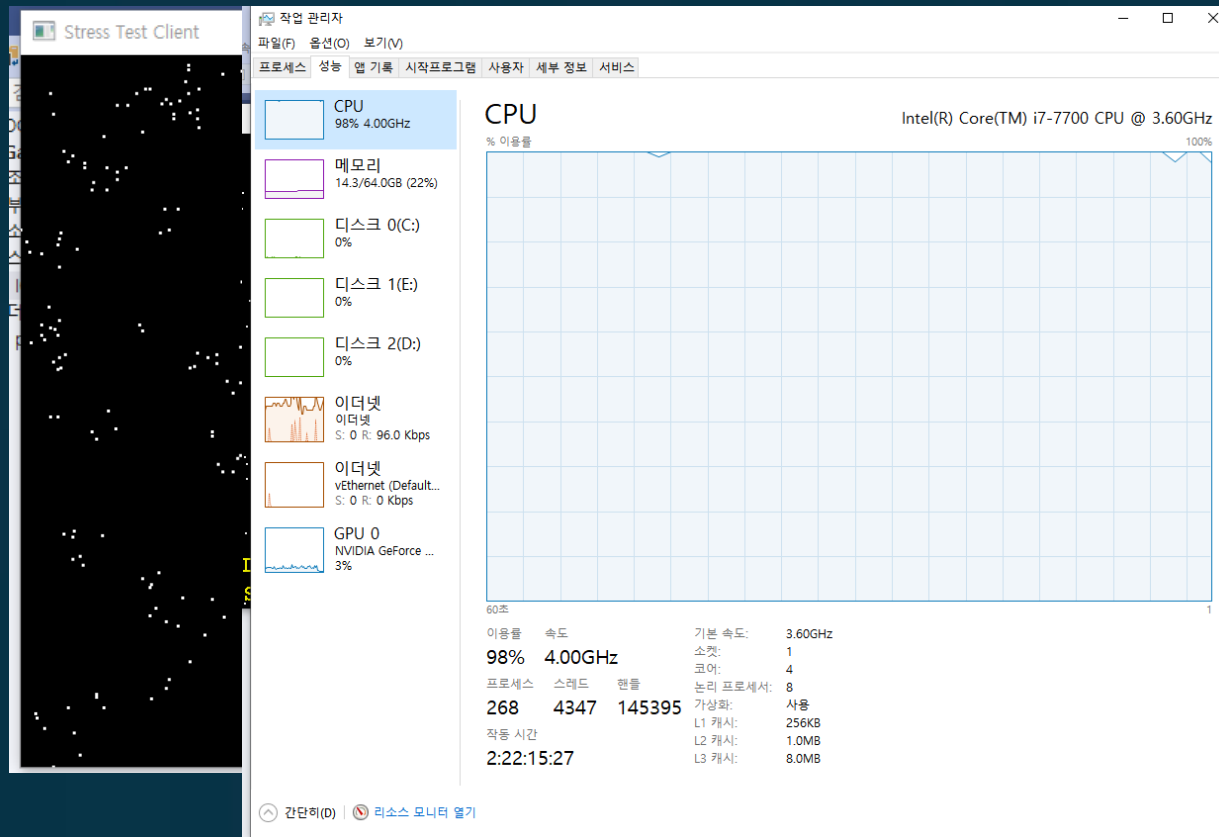 Stress Test Client
작업 관리자
파일(F) 옵션(O) 보기(V)
프로세스 성능 앱 기록 시작프로그램 사용자 세부 정보 서비스
CPU
98% 4.00GHz
메모리
14.3/64.0GB (22%)
디스크 0(C:)
0%
디스크 1(E:)
0%
디스크 2(D:)
0%
이더넷
이더넷
S: 0 R: 96.0 Kbps
이더넷
vEthernet (Default...
S: 0 R: 0 Kbps
GPU 0
NVIDIA GeForce ...
3%
CPU
Intel(R) Core(TM) i7-7700 CPU @ 3.60GHz
% 이용률
100%
60초
1
이용률 속도
98% 4.00GHz
프로세스 스레드 핸들
268 4347 145395
작동 시간
2:22:15:27
기본 속도: 3.60GHz
소켓: 1
코어: 4
논리 프로세서: 8
가상화: 사용
L1 캐시: 256KB
L2 캐시: 1.0MB
L3 캐시: 8.0MB
간단히(D)
리소스 모니터 열기